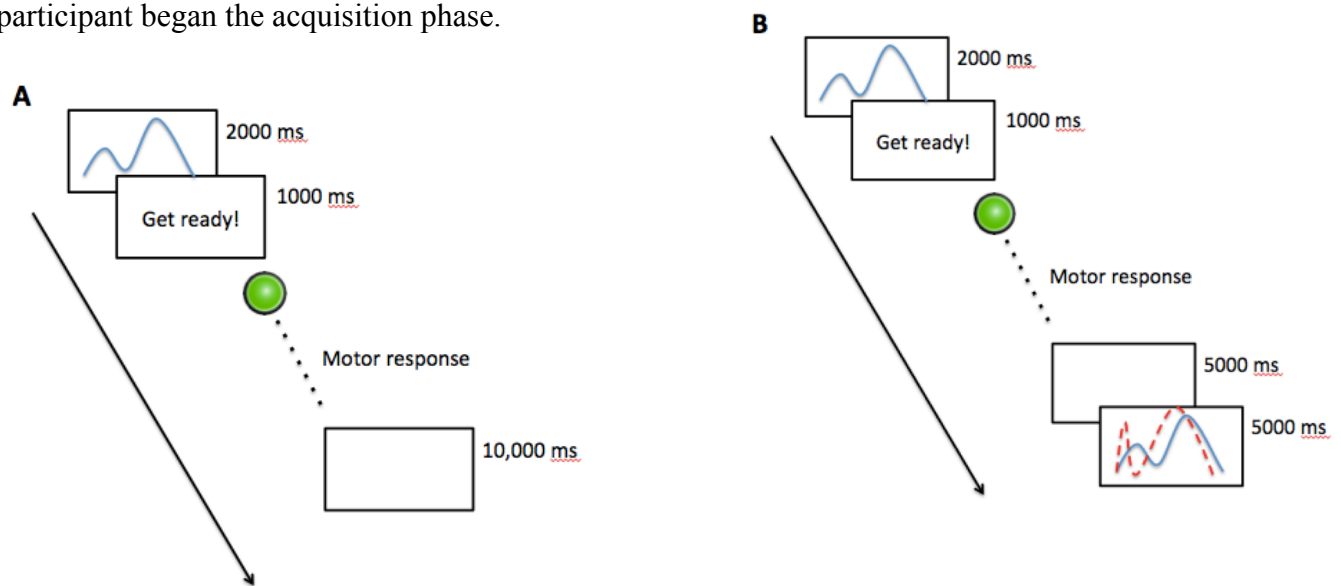 participant began the acquisition phase.
A
2000 ms
1000 ms
Get ready!
Motor response
10,000 ms
B
2000 ms
1000 ms
Get ready!
Motor response
5000 ms
5000 ms